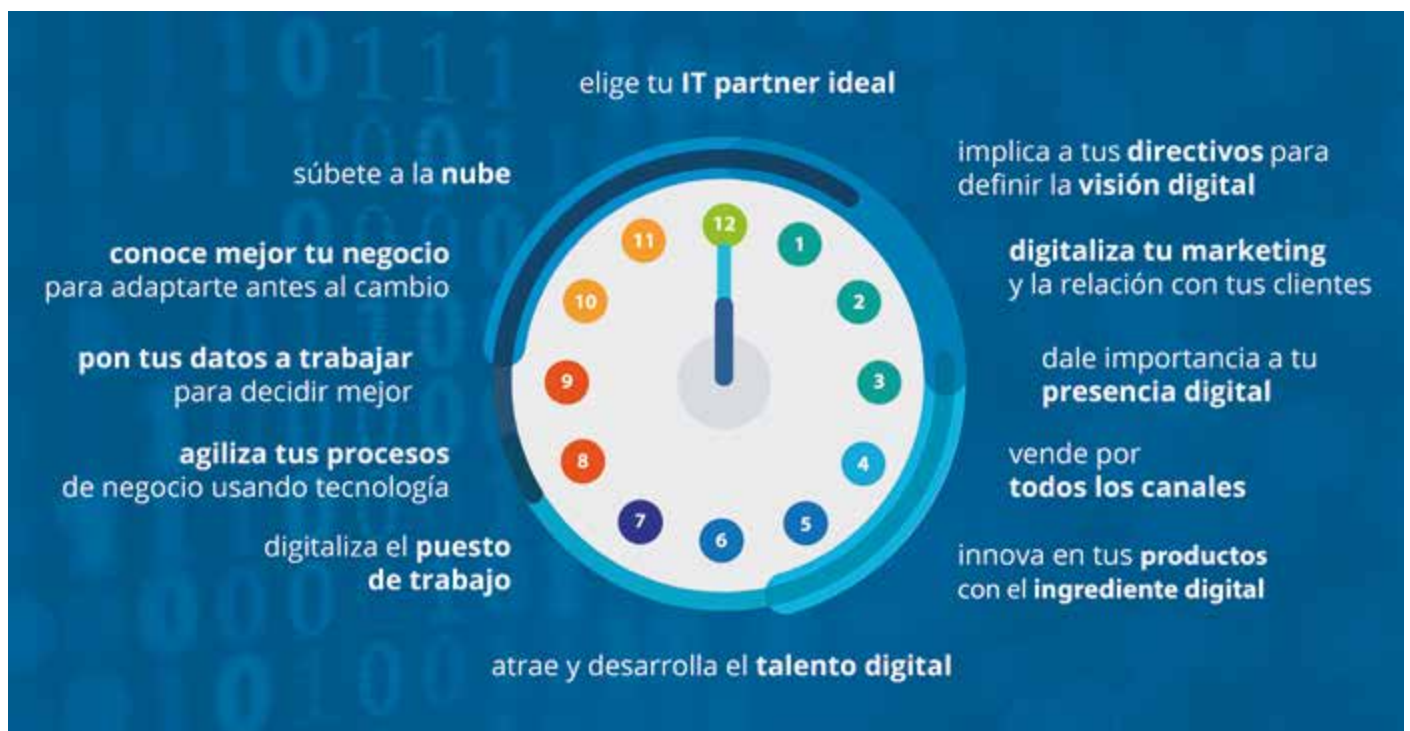 elige tu IT partner ideal
implica a tus directivos para
definir la visión digital
digitaliza tu marketing
y la relación con tus clientes
dale importancia a tu
presencia digital
vende por
todos los canales
innova en tus productos
con el ingrediente digital
atrae y desarrolla el talento digital
digitaliza el puesto
de trabajo
agiliza tus procesos
de negocio usando tecnología
pon tus datos a trabajar
para decidir mejor
conoce mejor tu negocio
para adaptarte antes al cambio
súbete a la nube
12
1
2
3
4
5
6
7
8
9
10
11